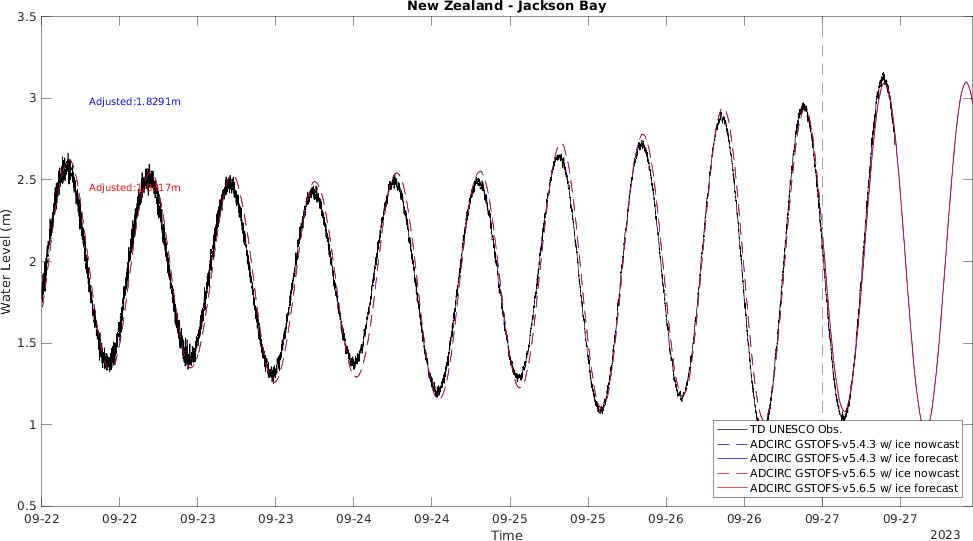 New Zealand - Jackson Bay
3.5
3
2.5
2
1.5
1
0.5
Water Level (m)
Adjusted:1.8291m
TD UNESCO Obs.
ADCIRC GSTOFS-v5.4.3 w/ ice nowcast
ADCIRC GSTOFS-v5.4.3 w/ ice forecast
ADCIRC GSTOFS-v5.6.5 w/ ice nowcast
ADCIRC GSTOFS-v5.6.5 w/ ice forecast
09-22 09-22 09-23 09-23 09-24 09-24 09-25 09-25 09-26 09-26 09-27 09-27
Time
2023